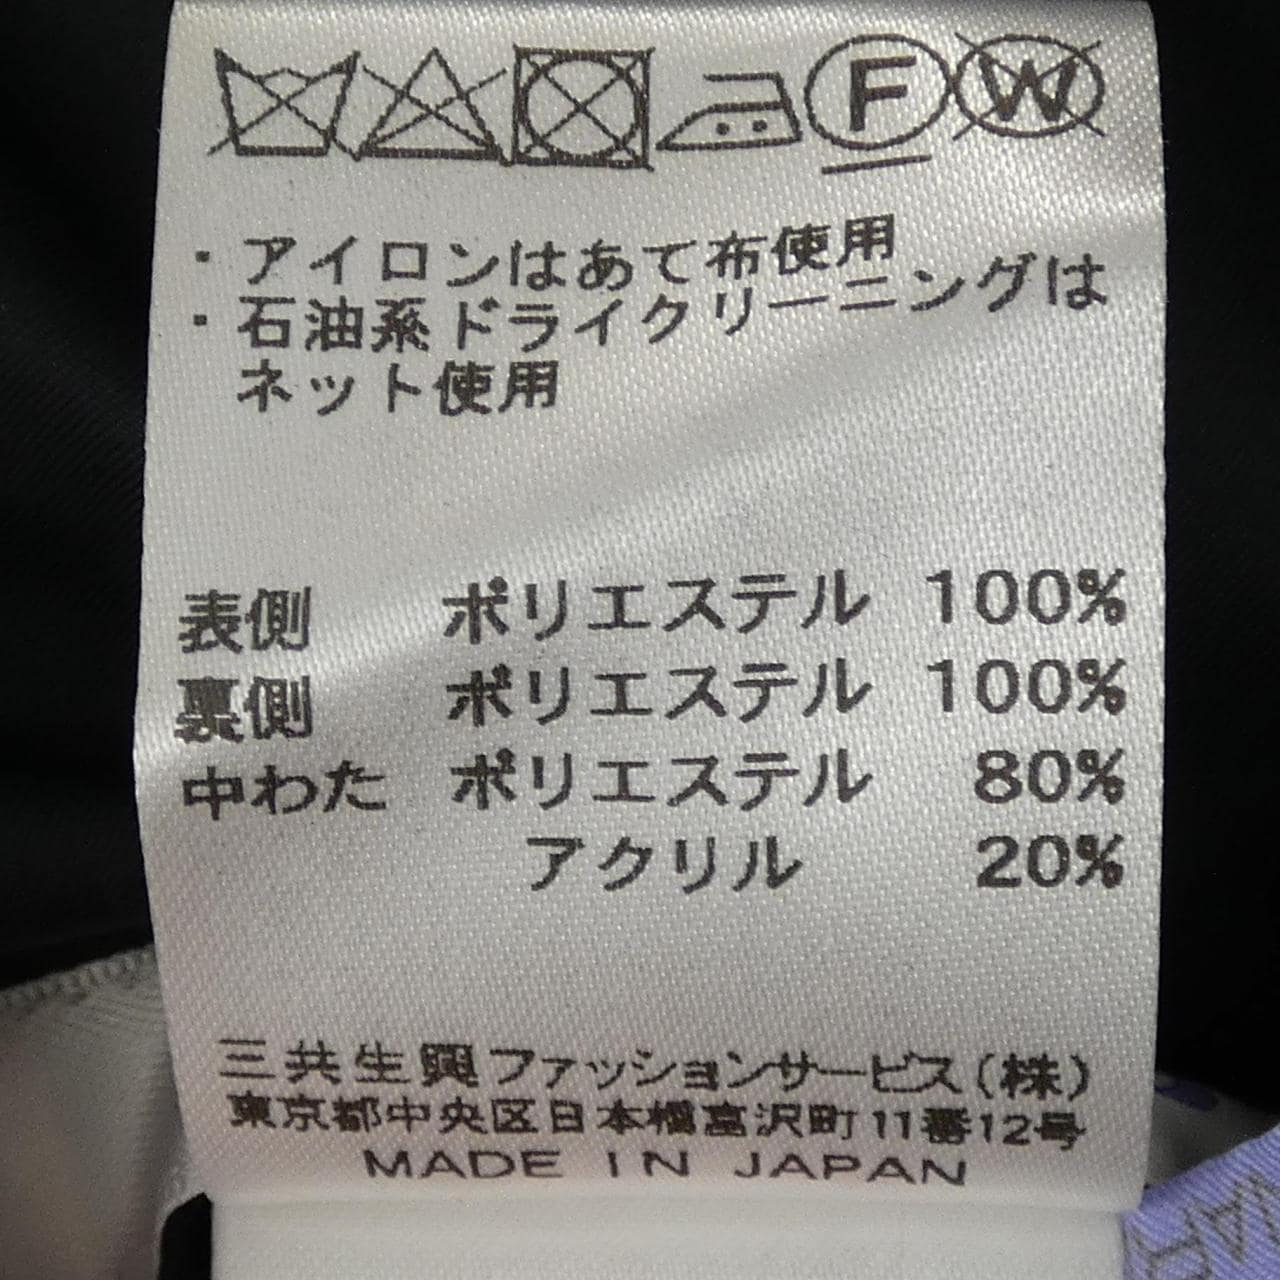 F W
・アイロンはあて布使用
・石油系ドライクリーニングは
ネット使用
表側 ポリエステル 100%
裏側 ポリエステル 100%
中わた ポリエステル 80%
アクリル 20%
三共生興ファッションサービス(株)
東京都中央区日本橋富沢町11番12号
MADE IN JAPAN